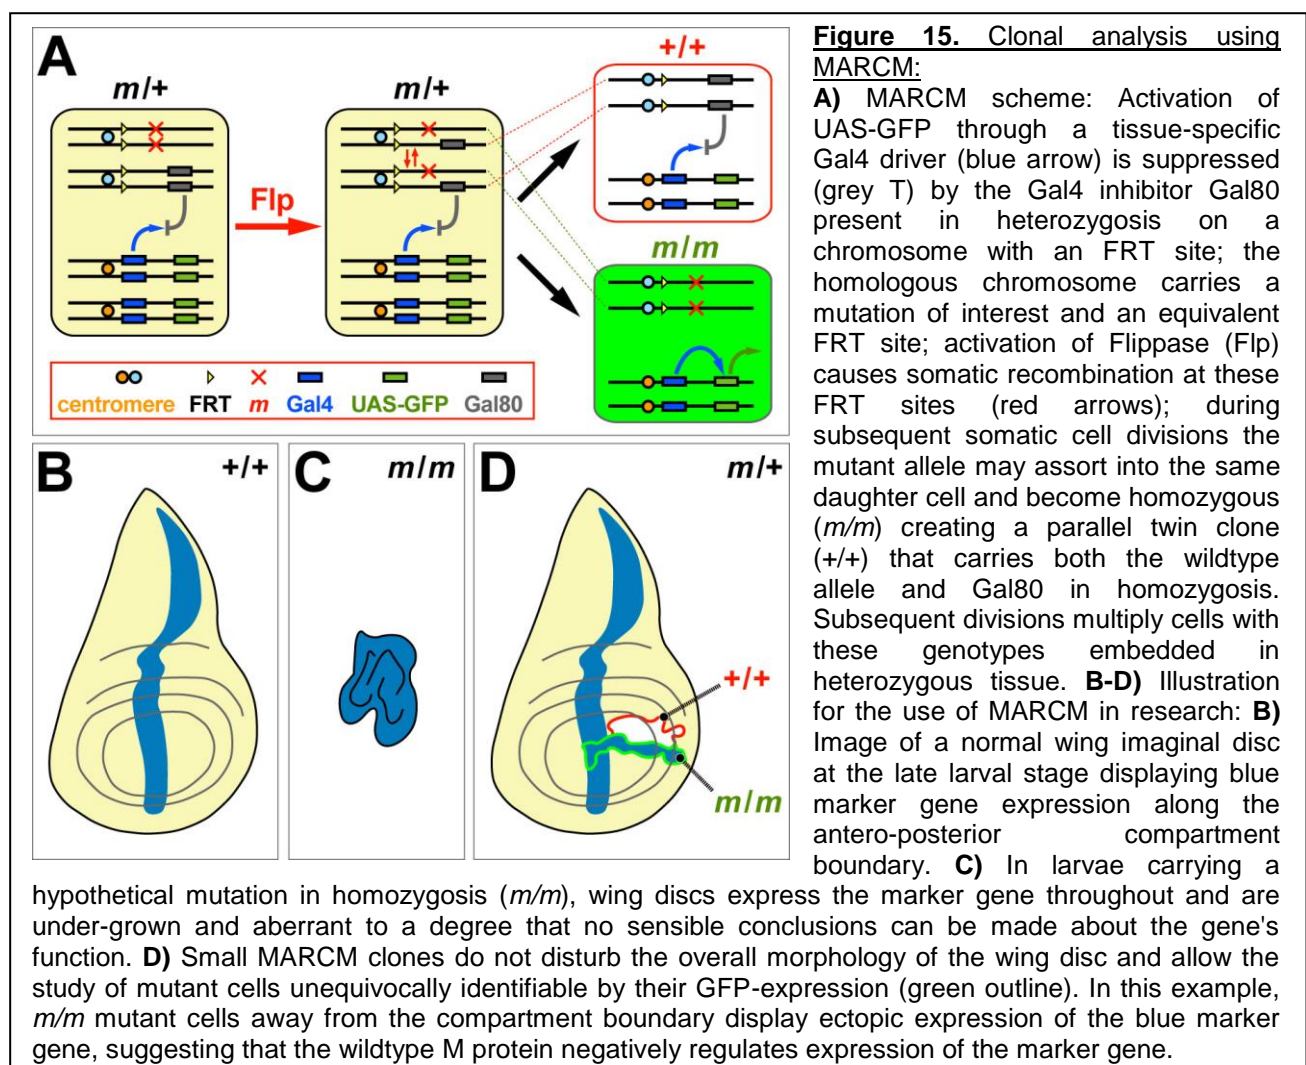 A
m/+
m/+
+/+
Flp
m/m
centromere FRT m Gal4 UAS-GFP Gal80
B
+/+
C
m/m
D
m/+
+/+
m/m
Figure 15. Clonal analysis using
MARCM:
A) MARCM scheme: Activation of
UAS-GFP through a tissue-specific
Gal4 driver (blue arrow) is suppressed
(grey T) by the Gal4 inhibitor Gal80
present in heterozygosis on a
chromosome with an FRT site; the
homologous chromosome carries a
mutation of interest and an equivalent
FRT site; activation of Flippase (Flp)
causes somatic recombination at these
FRT sites (red arrows); during
subsequent somatic cell divisions the
mutant allele may assort into the same
daughter cell and become homozygous
(m/m) creating a parallel twin clone
(+/+) that carries both the wildtype
allele and Gal80 in homozygosis.
Subsequent divisions multiply cells with
these genotypes embedded in
heterozygous tissue. B-D) Illustration
for the use of MARCM in research: B)
Image of a normal wing imaginal disc
at the late larval stage displaying blue
marker gene expression along the
antero-posterior compartment
boundary. C) In larvae carrying a
hypothetical mutation in homozygosis (m/m), wing discs express the marker gene throughout and are
under-grown and aberrant to a degree that no sensible conclusions can be made about the gene's
function. D) Small MARCM clones do not disturb the overall morphology of the wing disc and allow the
study of mutant cells unequivocally identifiable by their GFP-expression (green outline). In this example,
m/m mutant cells away from the compartment boundary display ectopic expression of the blue marker
gene, suggesting that the wildtype M protein negatively regulates expression of the marker gene.